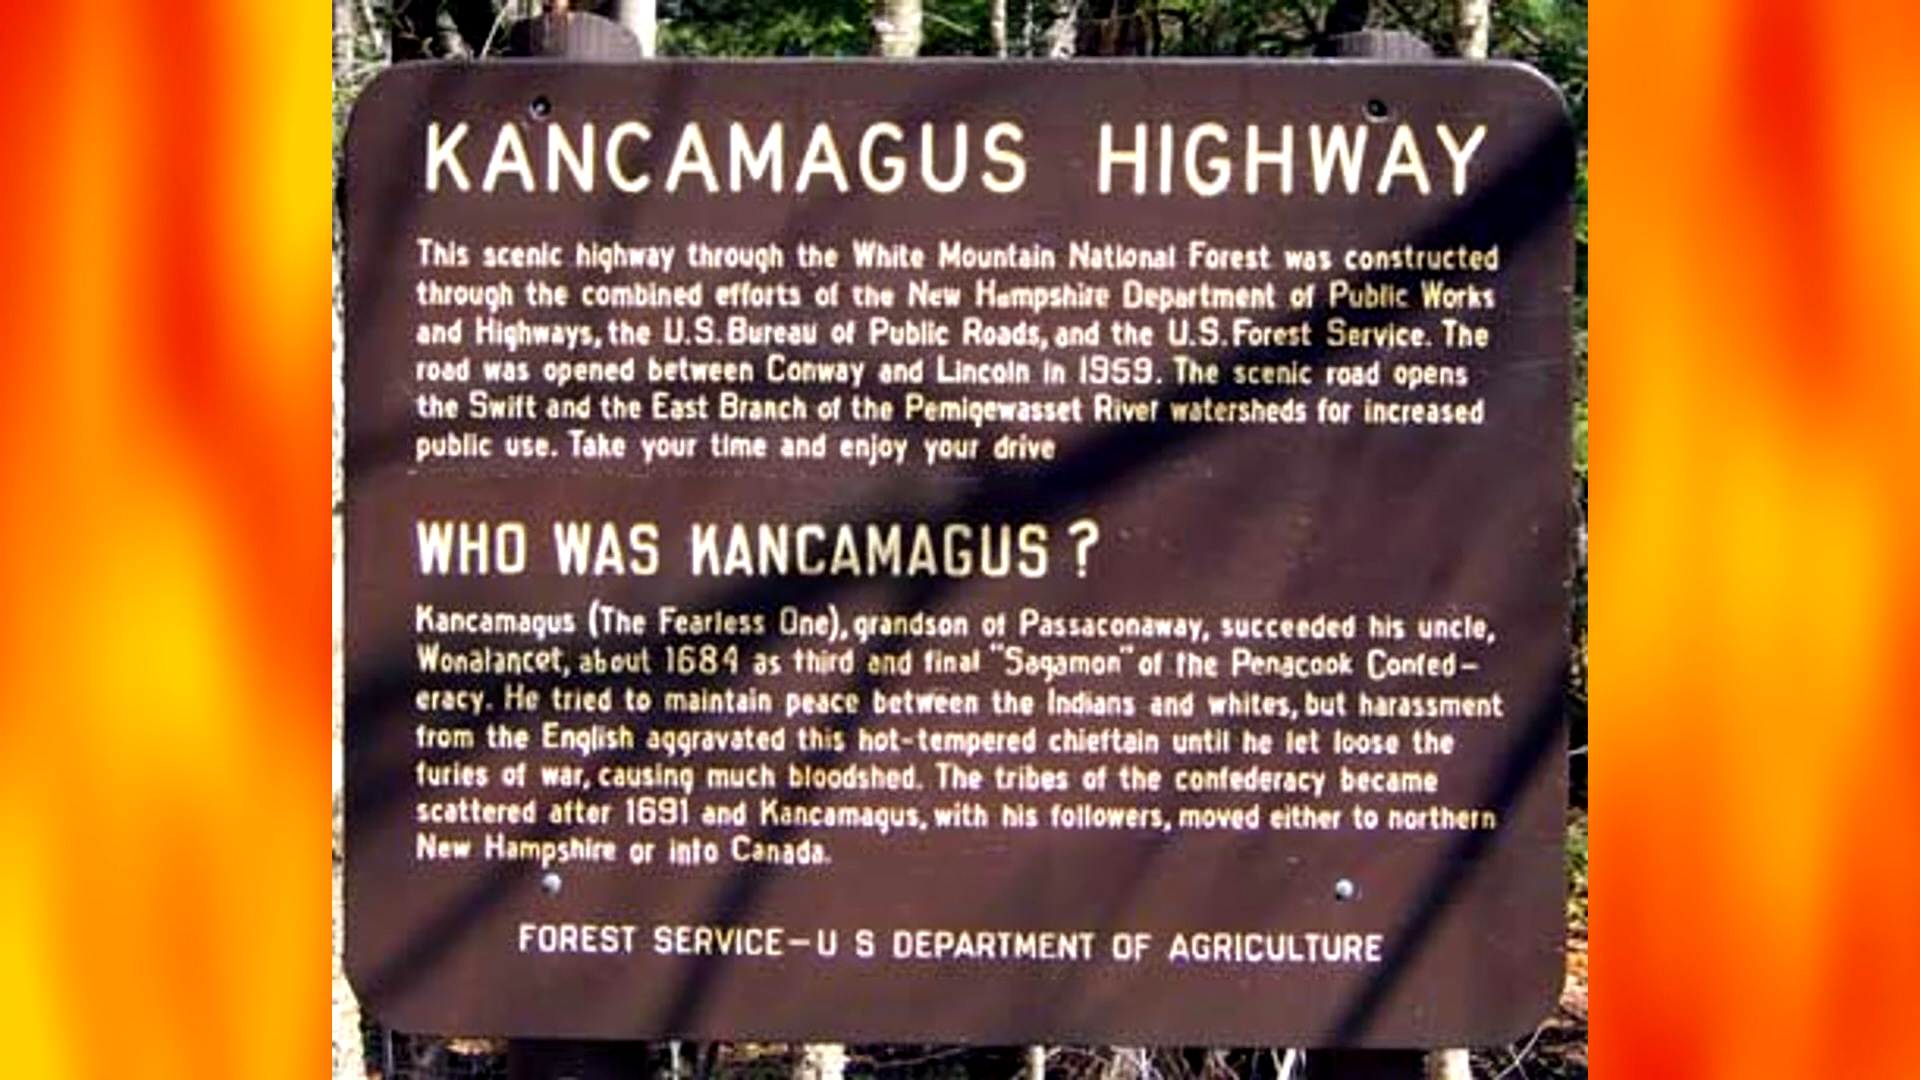 KANCAMAGUS HIGHWAY
This scenic highway through the White Mountain National Forest was constructed
through the combined efforts of the New Hampshire Department of Public Works
and Highways, the U.S. Bureau of Public Roads, and the U.S. Forest Service. The
road was opened between Conway and Lincoln in 1959. The scenic road opens
the Swift and the East Branch of the Pemigewasset River watersheds for increased
public use. Take your time and enjoy your drive
WHO WAS KANCAMAGUS?
Kancamagus (The Fearless One), grandson of Passaconaway, succeeded his uncle,
Wonalancet, about 1684 as third and final "Sagamon" of the Penacook Confed-
eracy. He tried to maintain peace between the Indians and whites, but harassment
from the English aggravated this hot-tempered chieftain until he let loose the
furies of war, causing much bloodshed. The tribes of the confederacy became
scattered after 1691 and Kancamagus, with his followers, moved either to northern
New Hampshire or into Canada.
FOREST SERVICE-U S DEPARTMENT OF AGRICULTURE